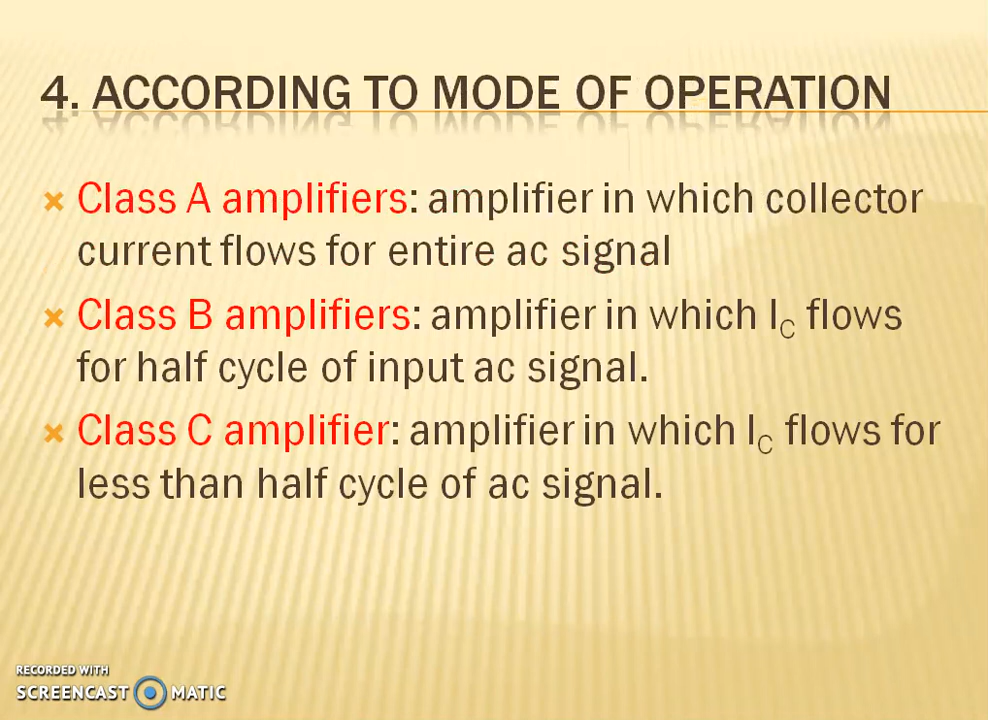 4. ACCORDING TO MODE OF OPERATION
Class A amplifiers: amplifier in which collector
current flows for entire ac signal
Class B amplifiers: amplifier in which IC flows
for half cycle of input ac signal.
Class C amplifier: amplifier in which IC flows for
less than half cycle of ac signal.
RECORDED WITH
SCREENCAST MATIC